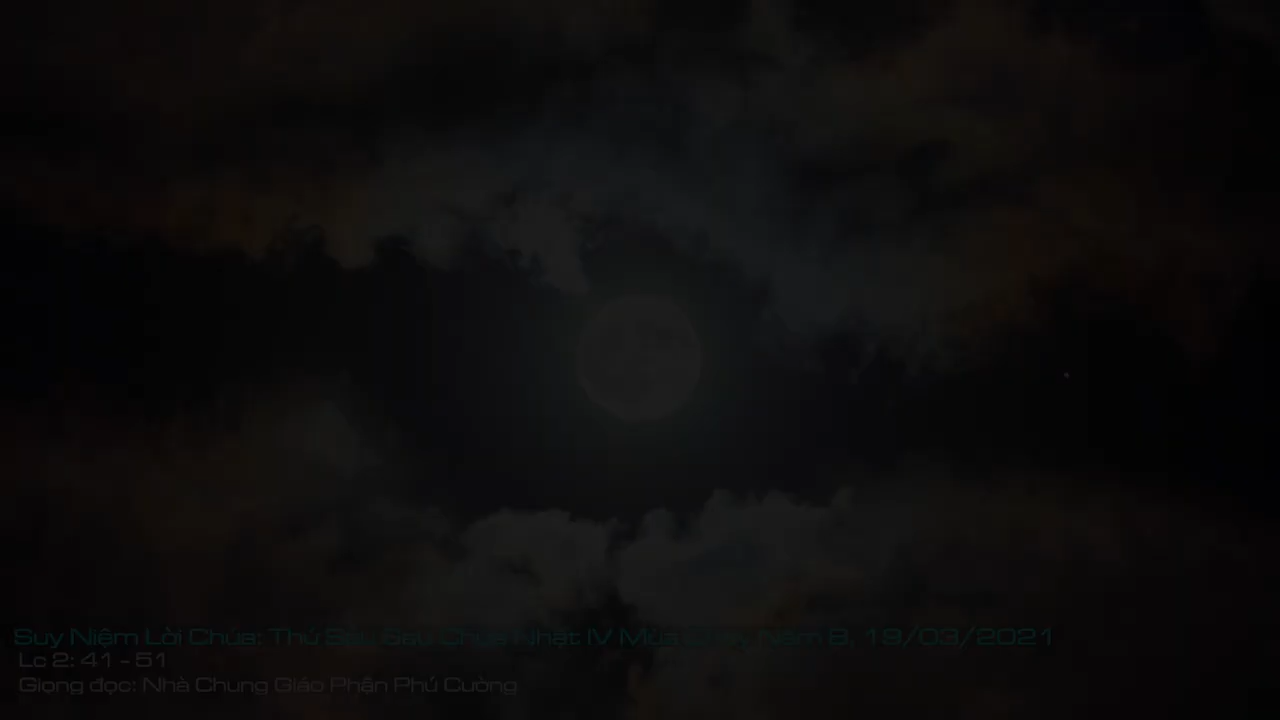 Suy Niệm Lời Chúa: Thứ Sáu Sau Chúa Nhật IV Mùa Chay, Năm B, 19/03/2021
Lc 2: 41 - 51
Giọng đọc: Nhà Chung Giáo Phận Phú Cường